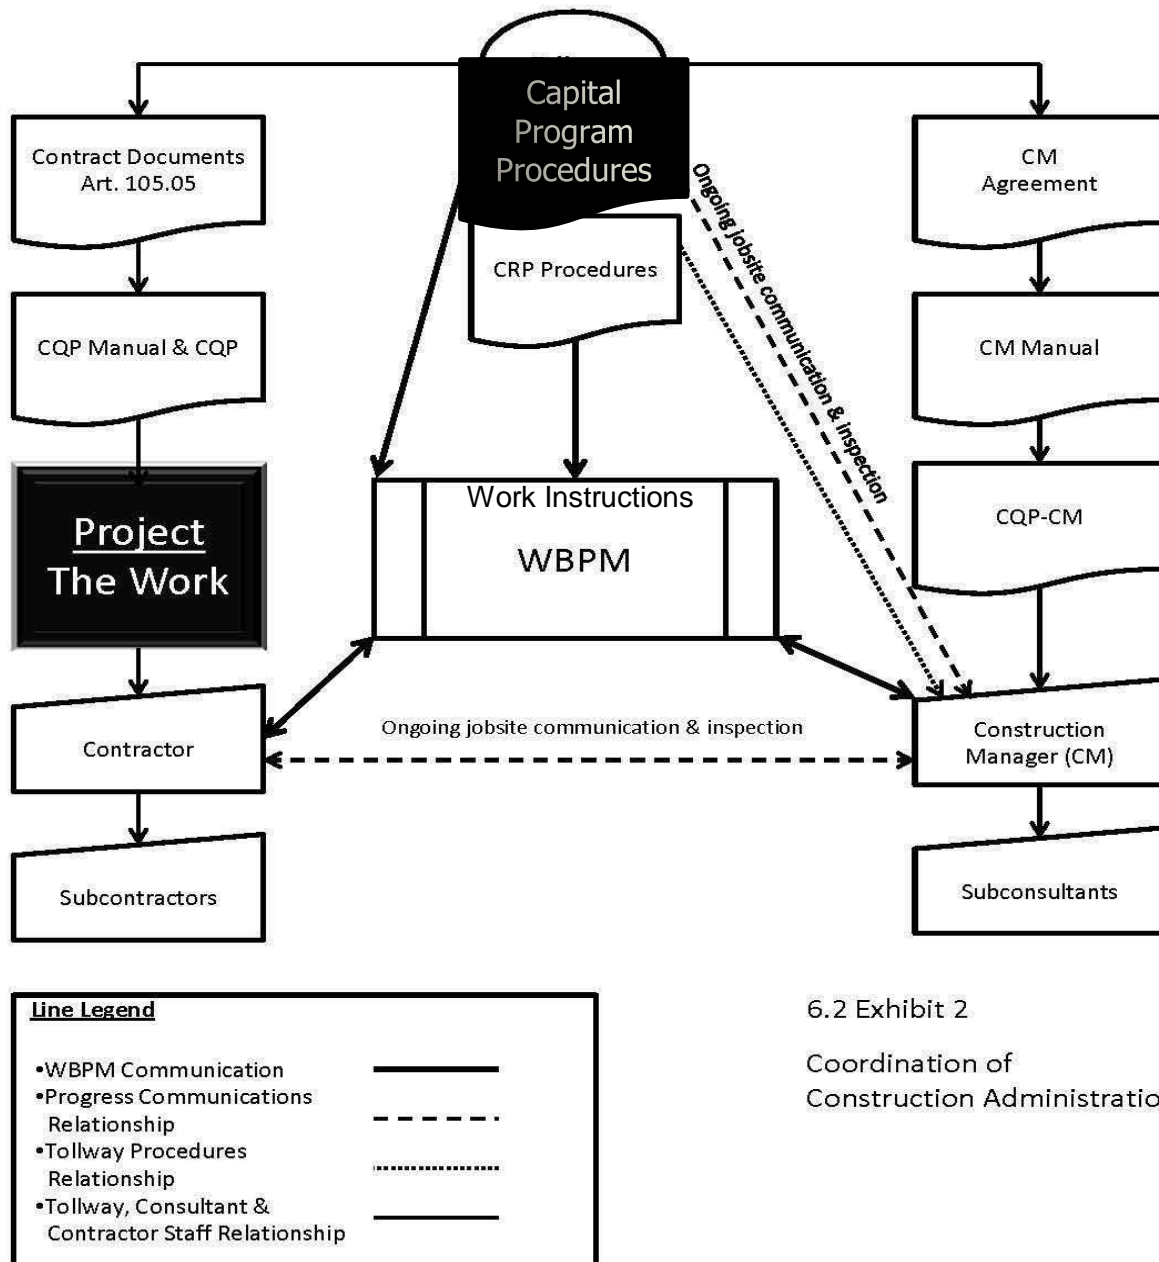 Capital
Program
Procedures
Contract Documents
Art. 105.05
CM
Agreement
Ongoing jobsite communication & inspection
CRP Procedures
CQP Manual & CQP
CM Manual
Project
The Work
Work Instructions
WBPM
CQP-CM
Contractor
Ongoing jobsite communication & inspection
Construction
Manager (CM)
Subcontractors
Subconsultants
Line Legend
•WBPM Communication
•Progress Communications
Relationship
•Tollway Procedures
Relationship
•Tollway, Consultant &
Contractor Staff Relationship
6.2 Exhibit 2
Coordination of
Construction Administratio